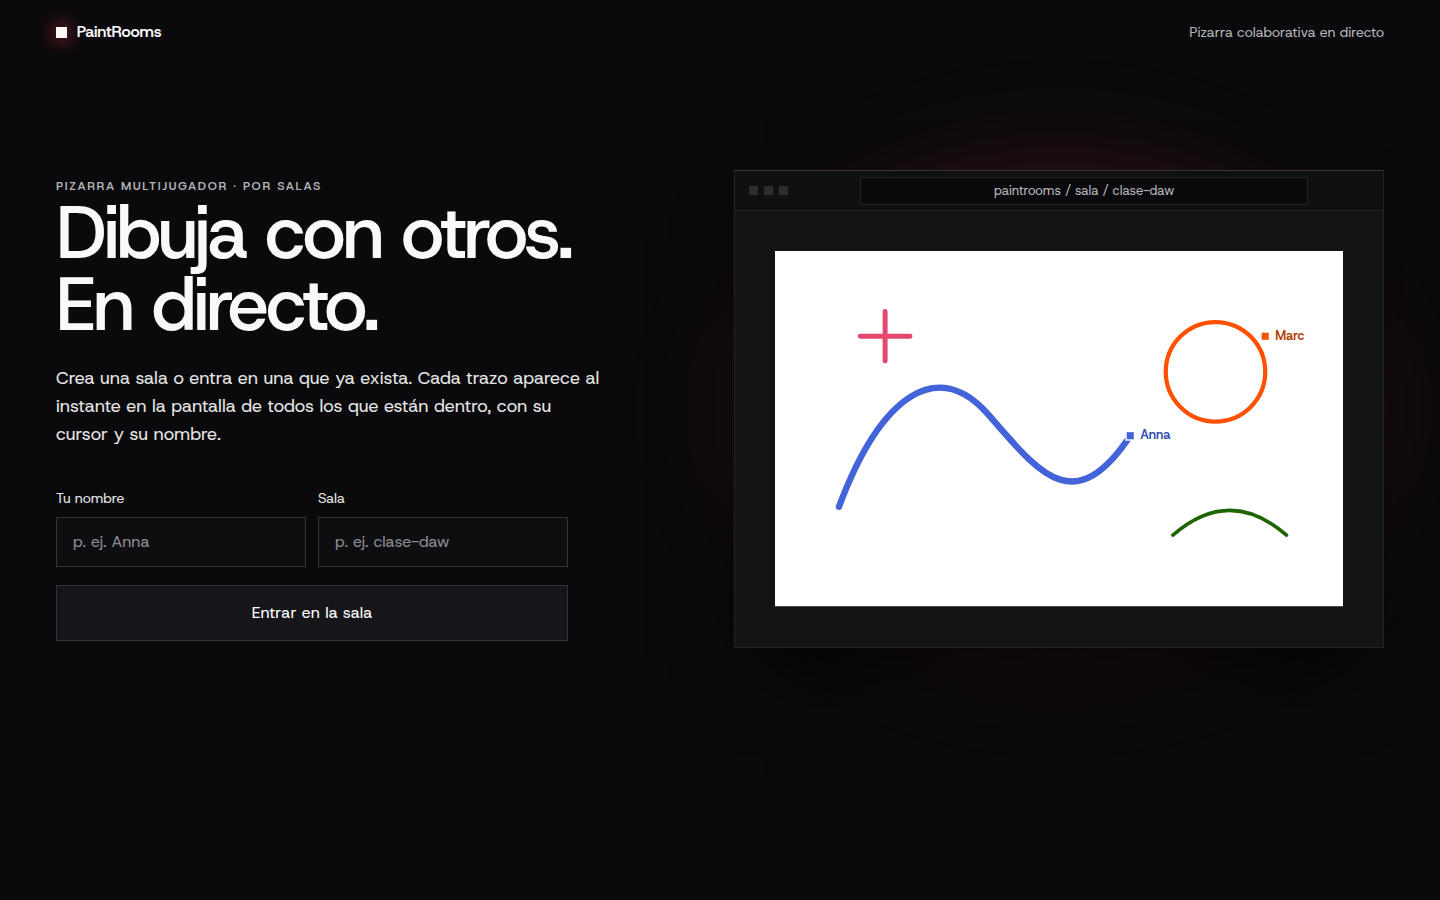 PaintRooms
Pizarra colaborativa en directo
PIZARRA MULTIJUGADOR · POR SALAS
Dibuja con otros.
En directo.
Crea una sala o entra en una que ya exista. Cada trazo aparece al
instante en la pantalla de todos los que están dentro, con su
cursor y su nombre.
Tu nombre
Sala
p. ej. Anna
p. ej. clase-daw
Entrar en la sala
paintrooms / sala / clase-daw
Marc
Anna